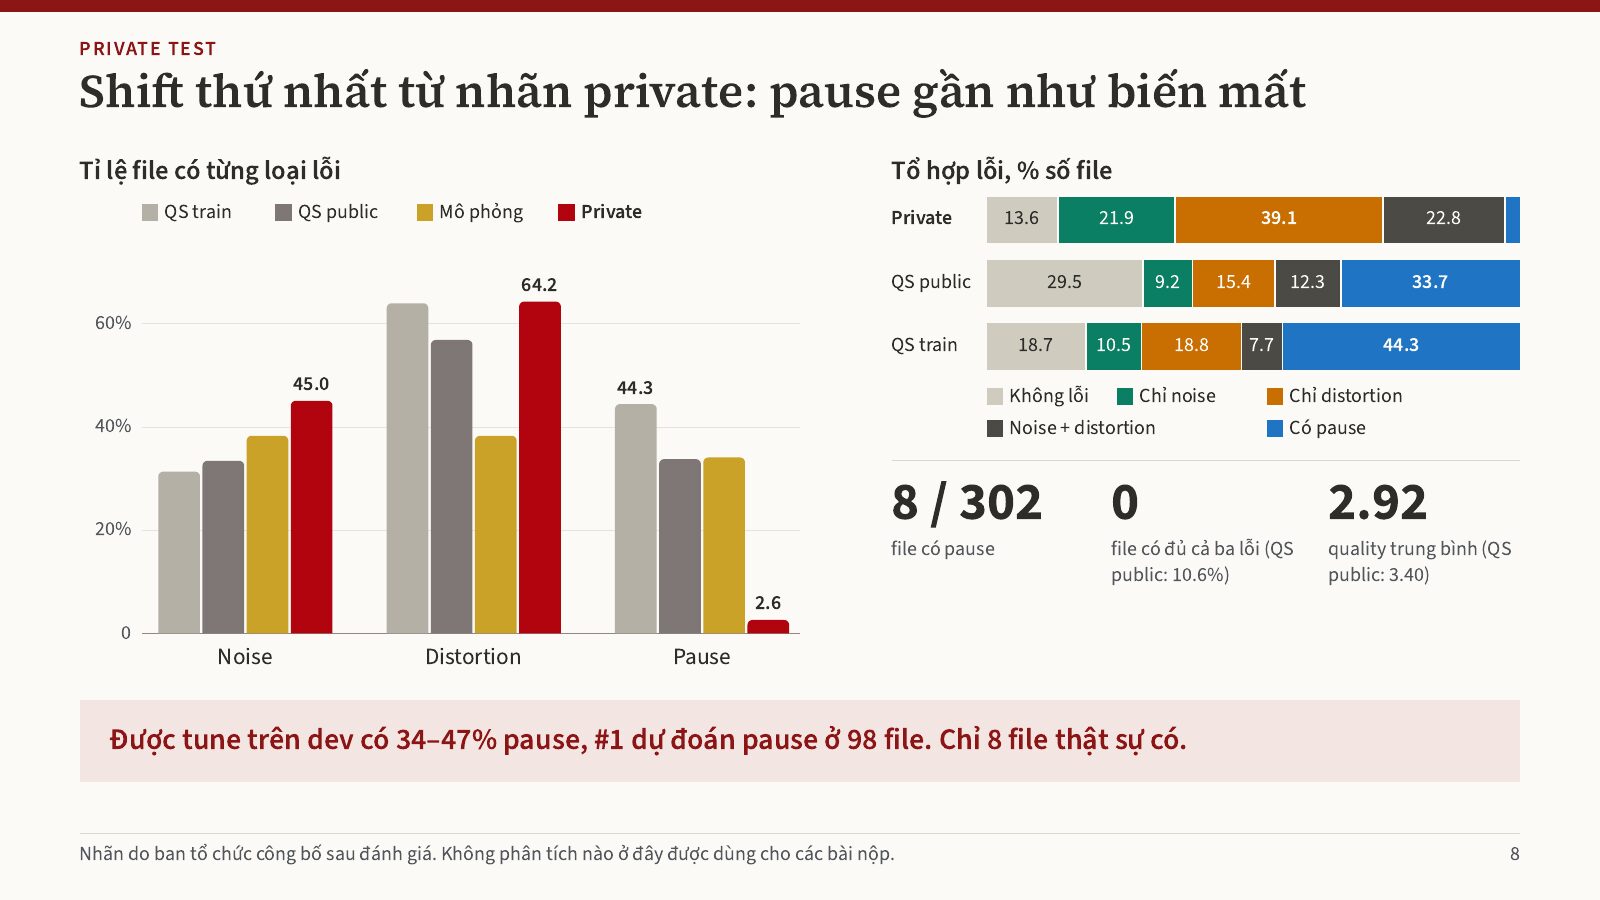 PRIVATE TEST
Shift thứ nhất từ nhãn private: pause gần như biến mất
Tỉ lệ file có từng loại lỗi
QS train
QS public
Mô phỏng
Private
60%
40%
20%
0
45.0
64.2
44.3
2.6
Noise
Distortion
Pause
Tổ hợp lỗi, % số file
Private
13.6
21.9
39.1
22.8
QS public
29.5
9.2
15.4
12.3
33.7
QS train
18.7
10.5
18.8
7.7
44.3
Không lỗi
Chỉ noise
Chỉ distortion
Noise + distortion
Có pause
8 / 302
file có pause
0
file có đủ cả ba lỗi (QS
public: 10.6%)
2.92
quality trung bình (QS
public: 3.40)
Được tune trên dev có 34–47% pause, #1 dự đoán pause ở 98 file. Chỉ 8 file thật sự có.
Nhãn do ban tổ chức công bố sau đánh giá. Không phân tích nào ở đây được dùng cho các bài nộp.
8